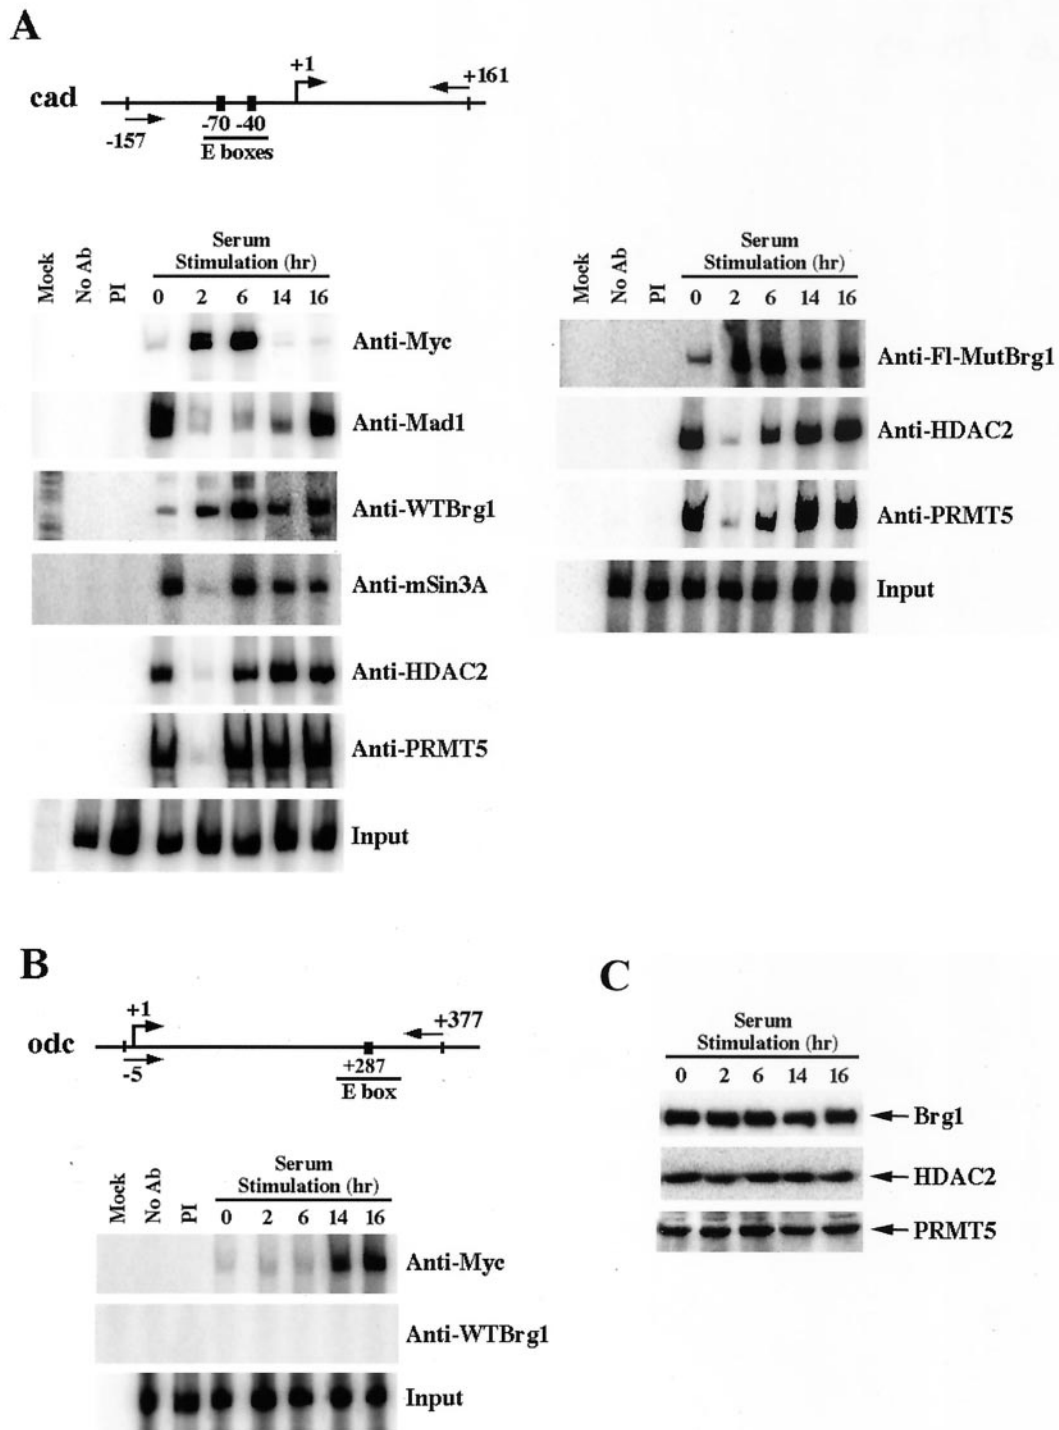 A
cad
+1
+161
-157
-70 -40
E boxes
Mock No Ab PI
Serum
Stimulation (hr)
0 2 6 14 16
Anti-Myc
Anti-Mad1
Anti-WTBrg1
Anti-mSin3A
Anti-HDAC2
Anti-PRMT5
Input
Mock No Ab PI
Serum
Stimulation (hr)
0 2 6 14 16
Anti-Fl-MutBrg1
Anti-HDAC2
Anti-PRMT5
Input
B
odc
+1
+377
-5
+287
E box
Mock No Ab PI
Serum
Stimulation (hr)
0 2 6 14 16
Anti-Myc
Anti-WTBrg1
Input
C
Serum
Stimulation (hr)
0 2 6 14 16
Brg1
HDAC2
PRMT5